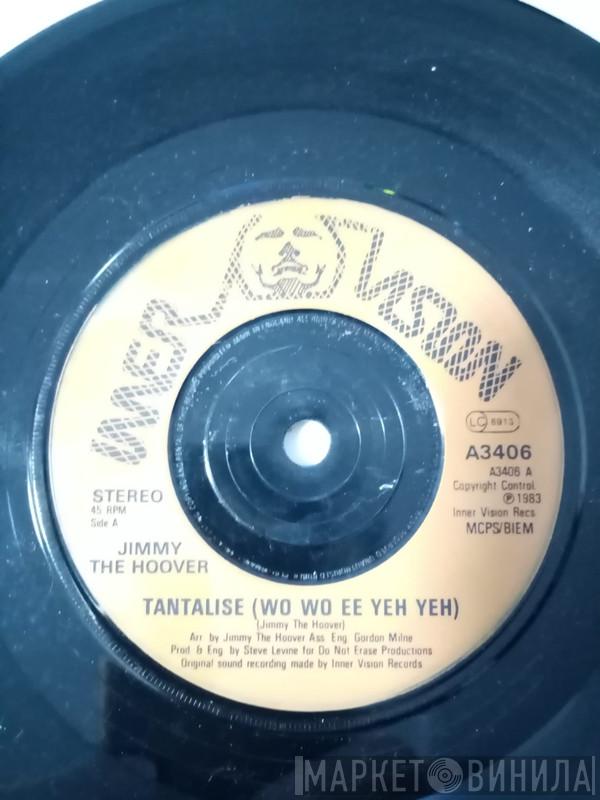 INNER VISION
LC 8913
A3406
A3406 A
Copyright Control.
℗ 1983
Inner Vision Recs
MCPS/BIEM
STEREO
45 RPM
Side A
JIMMY
THE HOOVER
TANTALISE (WO WO EE YEH YEH)
(Jimmy The Hoover)
Arr by Jimmy The Hoover Ass Eng Gordon Milne
Prod & Eng by Steve Levine for Do Not Erase Productions
Original sound recording made by Inner Vision Records
МАРКЕТ ВИНИЛА